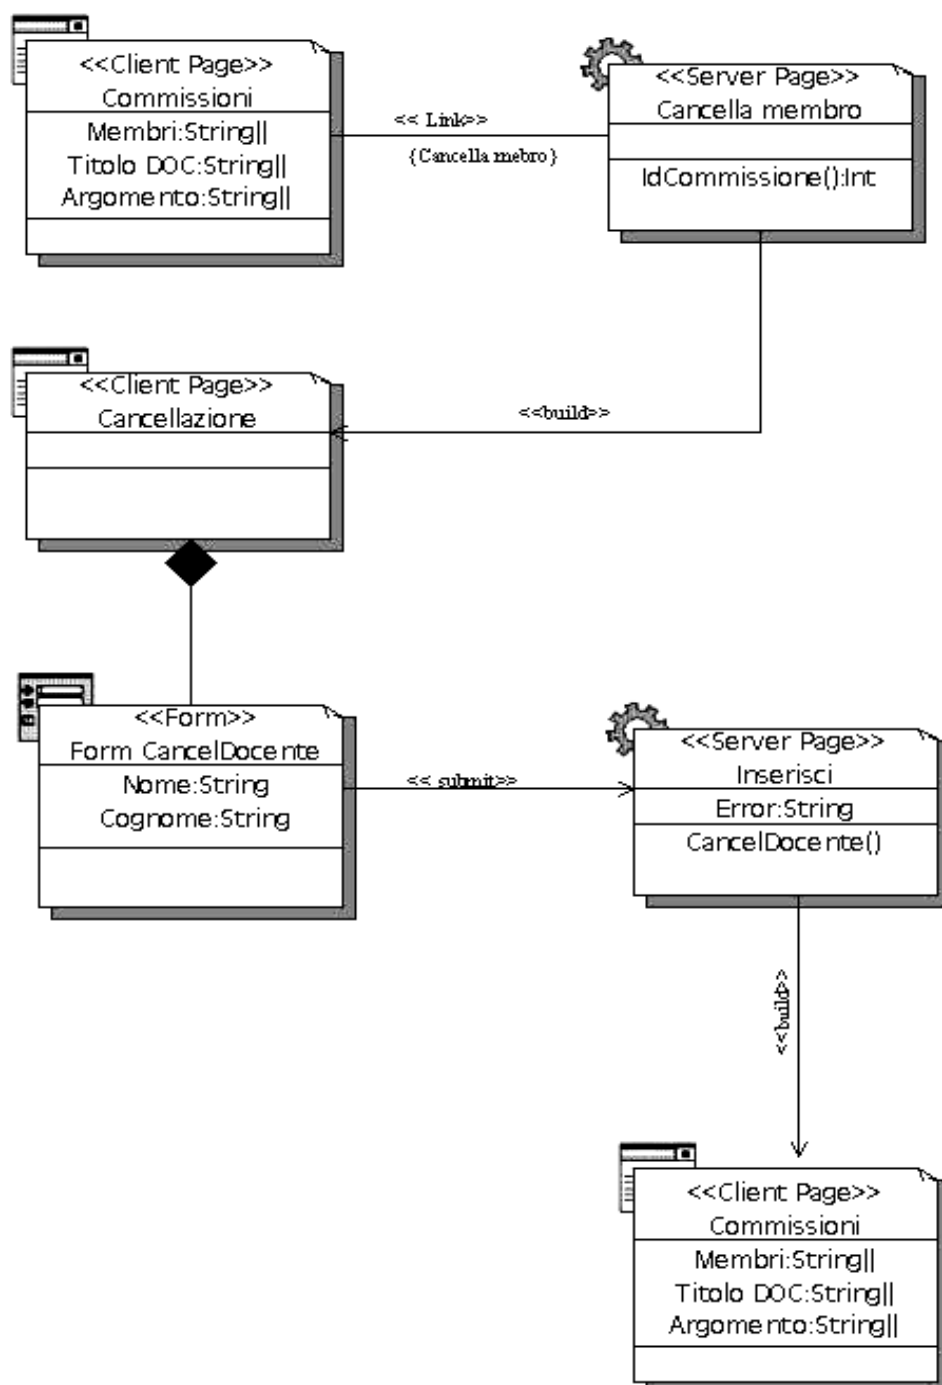 <<Client Page>>
Commissioni
Membri:String||
Titolo DOC:String||
Argomento:String||
<< Link>>
{Cancella mebro}
<<Server Page>>
Cancella membro
IdCommissione():Int
<<Client Page>>
Cancellazione
<<build>>
<<Form>>
Form CancelDocente
Nome:String
Cognome:String
<< submit>>
<<Server Page>>
Inserisci
Error:String
CancelDocente()
<<build>>
<<Client Page>>
Commissioni
Membri:String||
Titolo DOC:String||
Argomento:String||